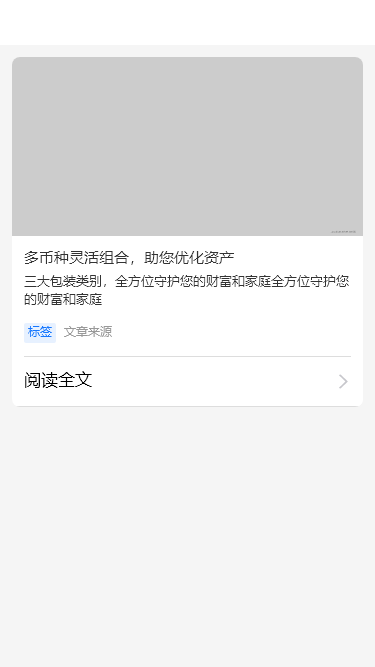 多币种灵活组合，助您优化资产
三大包装类别，全方位守护您的财富和家庭全方位守护您
的财富和家庭
标签 文章来源
阅读全文